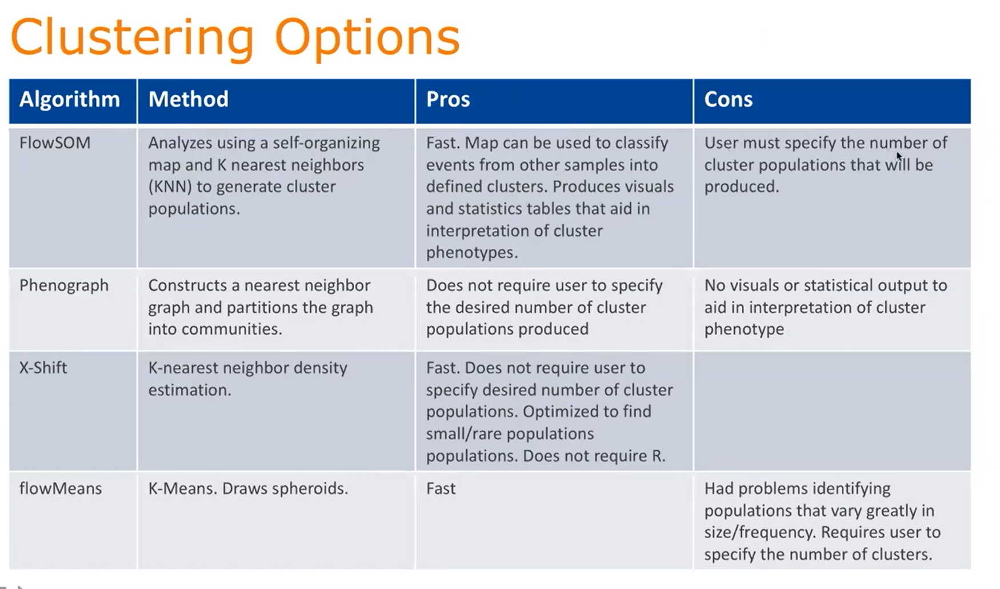 Clustering Options
Algorithm
Method
Pros
Cons
FlowSOM
Analyzes using a self-organizing
map and K nearest neighbors
(KNN) to generate cluster
populations.
Fast. Map can be used to classify
events from other samples into
defined clusters. Produces visuals
and statistics tables that aid in
interpretation of cluster
phenotypes.
User must specify the number of
cluster populations that will be
produced.
Phenograph
Constructs a nearest neighbor
graph and partitions the graph
into communities.
Does not require user to specify
the desired number of cluster
populations produced
No visuals or statistical output to
aid in interpretation of cluster
phenotype
X-Shift
K-nearest neighbor density
estimation.
Fast. Does not require user to
specify desired number of cluster
populations. Optimized to find
small/rare populations
populations. Does not require R.
flowMeans
K-Means. Draws spheroids.
Fast
Had problems identifying
populations that vary greatly in
size/frequency. Requires user to
specify the number of clusters.